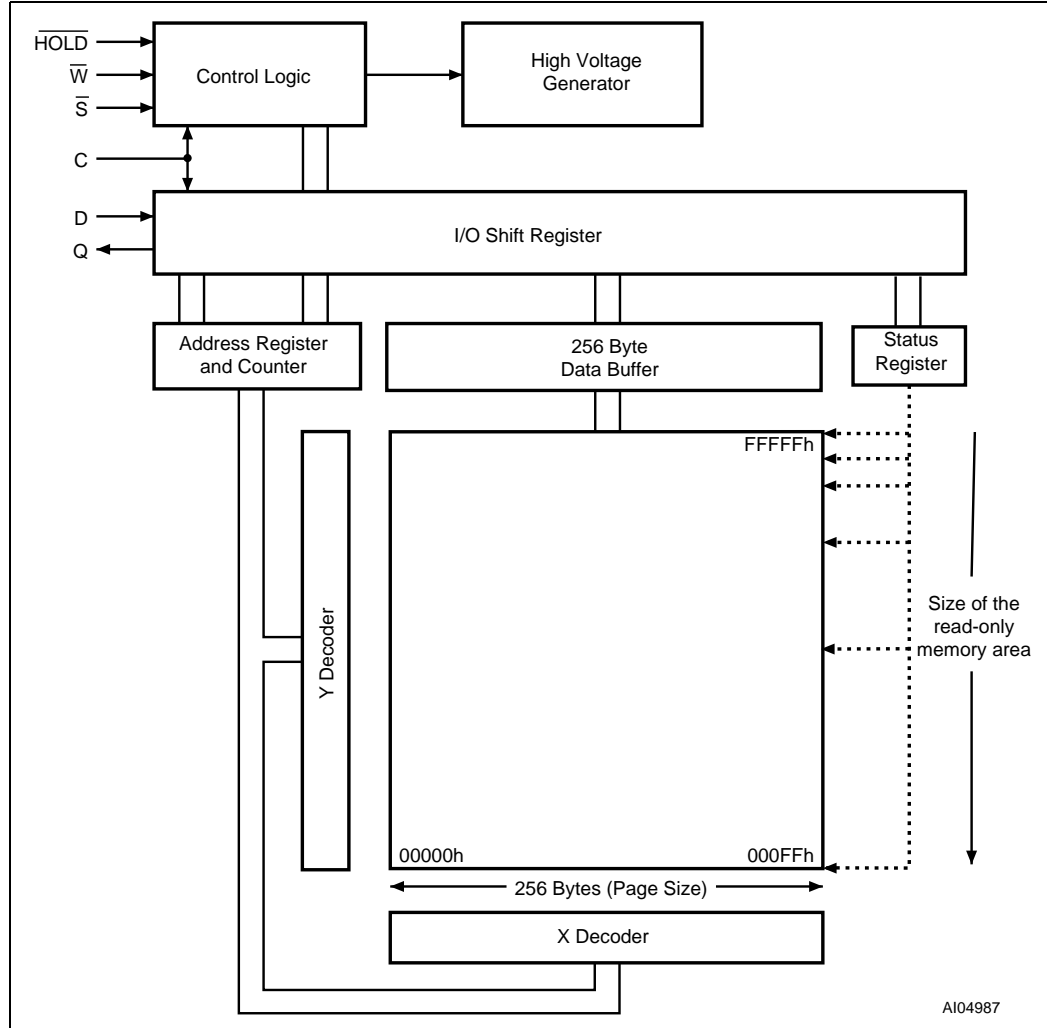 HOLD
W
S
C
D
Q
Control Logic
High Voltage
Generator
I/O Shift Register
Address Register
and Counter
256 Byte
Data Buffer
Status
Register
FFFFFh
Y Decoder
Size of the
read-only
memory area
00000h
000FFh
256 Bytes (Page Size)
X Decoder
AI04987